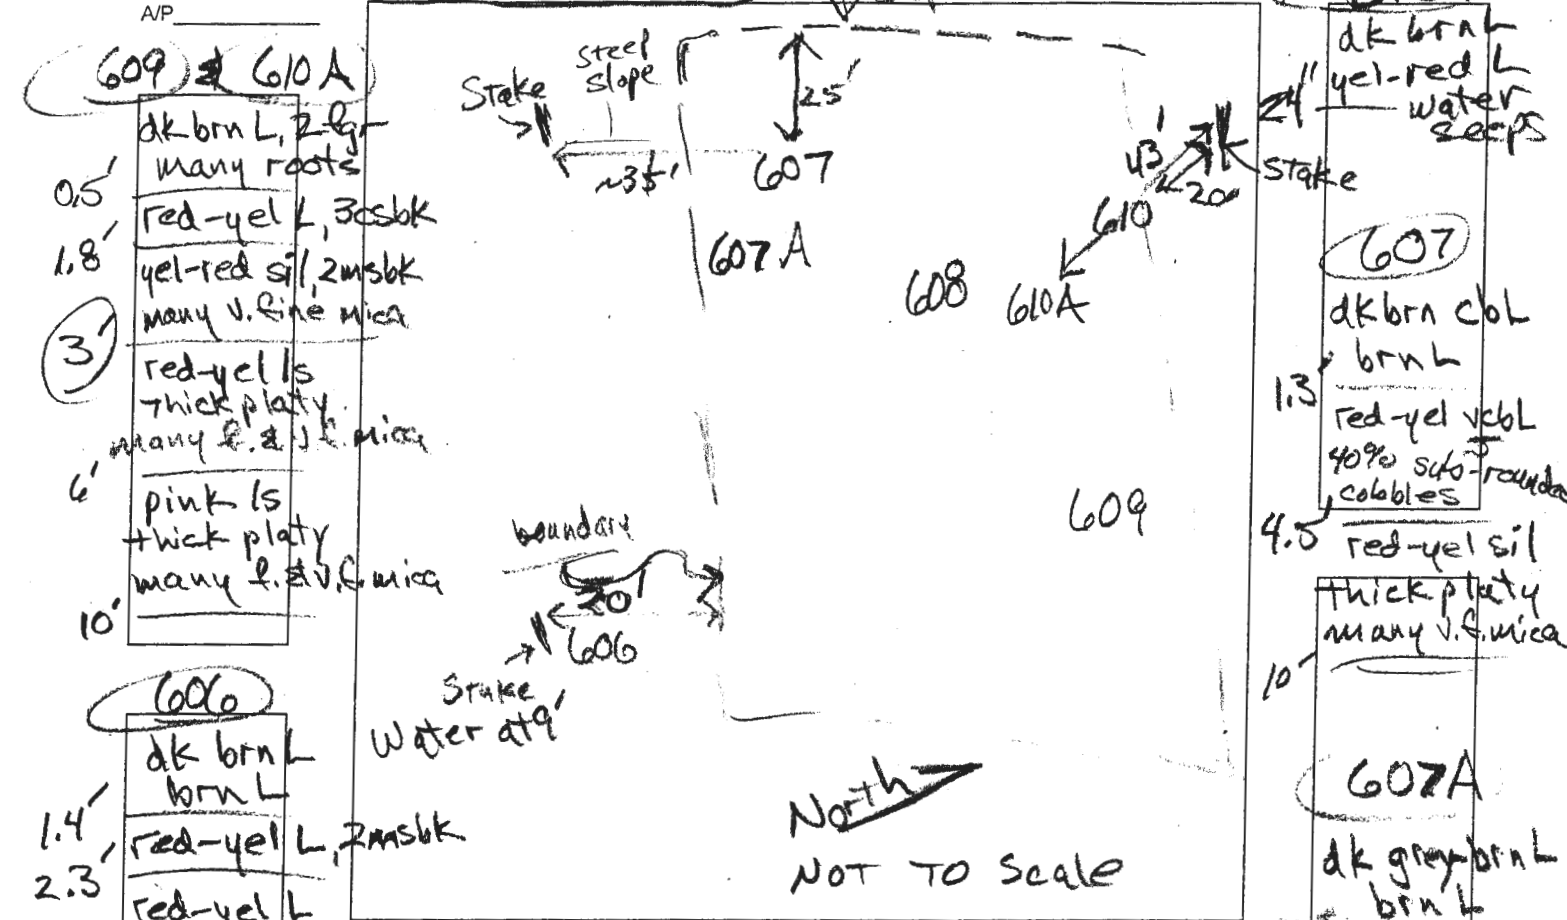 A/P
609 & 610A
dk brn L, 2fgr
many roots
0.5'
red-yel L, 3csbk
1.8'
yel-red sil, 2msbk
many v. fine mica
3'
red-yel ls
thick platy
many f. & v. f. mica
6'
pink ls
thick platy
many f. & v. f. mica
10'
606
dk brn L
brn L
1.4'
red-yel L, 2msbk
2.3'
red-yel L
steep
slope
Stake
25'
~35'
607
43'
20'
Stake
610
607A
608
610A
609
boundary
20'
606
Stake
Water at 9'
North
NOT TO Scale
dk brn L
yel-red L
24"
water
seeps
607
dk brn cbL
brn L
1.3'
red-yel vcbL
40% sub-rounded
cobbles
4.5'
red-yel sil
thick platy
many v. f. mica
10'
607A
dk grey-brn L
brn L